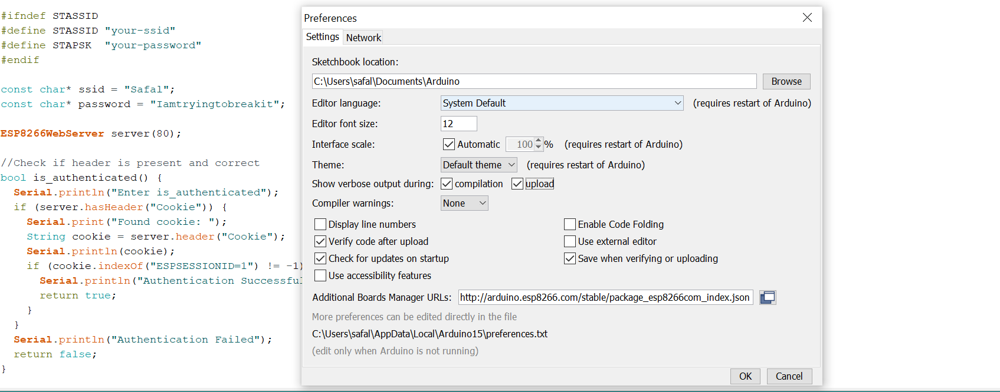 #ifndef STASSID
#define STASSID "your-ssid"
#define STAPSK  "your-password"
#endif
const char* ssid = "Safal";
const char* password = "Iamtryingtobreakit";
ESP8266WebServer server(80);
//Check if header is present and correct
bool is_authenticated() {
  Serial.println("Enter is_authenticated");
  if (server.hasHeader("Cookie")) {
    Serial.print("Found cookie: ");
    String cookie = server.header("Cookie");
    Serial.println(cookie);
    if (cookie.indexOf("ESPSESSIONID=1") != -1)
      Serial.println("Authentication Successful
      return true;
    }
  }
  Serial.println("Authentication Failed");
  return false;
}
Preferences
Settings Network
Sketchbook location:
C:\Users\safal\Documents\Arduino Browse
Editor language: System Default (requires restart of Arduino)
Editor font size: 12
Interface scale: Automatic 100 % (requires restart of Arduino)
Theme: Default theme (requires restart of Arduino)
Show verbose output during: compilation upload
Compiler warnings: None
Display line numbers Enable Code Folding
Verify code after upload Use external editor
Check for updates on startup Save when verifying or uploading
Use accessibility features
Additional Boards Manager URLs: http://arduino.esp8266.com/stable/package_esp8266com_index.json
More preferences can be edited directly in the file
C:\Users\safal\AppData\Local\Arduino15\preferences.txt
(edit only when Arduino is not running)
OK Cancel